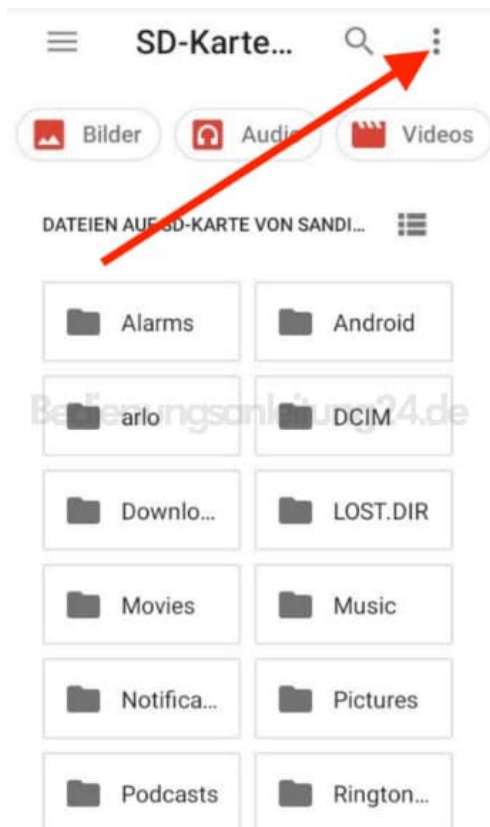 SD-Karte...
Bilder Audio Videos
DATEIEN AUF SD-KARTE VON SANDI...
Alarms Android
Bedienungsanleitung24.de
arlo DCIM
Downlo... LOST.DIR
Movies Music
Notifica... Pictures
Podcasts Rington...